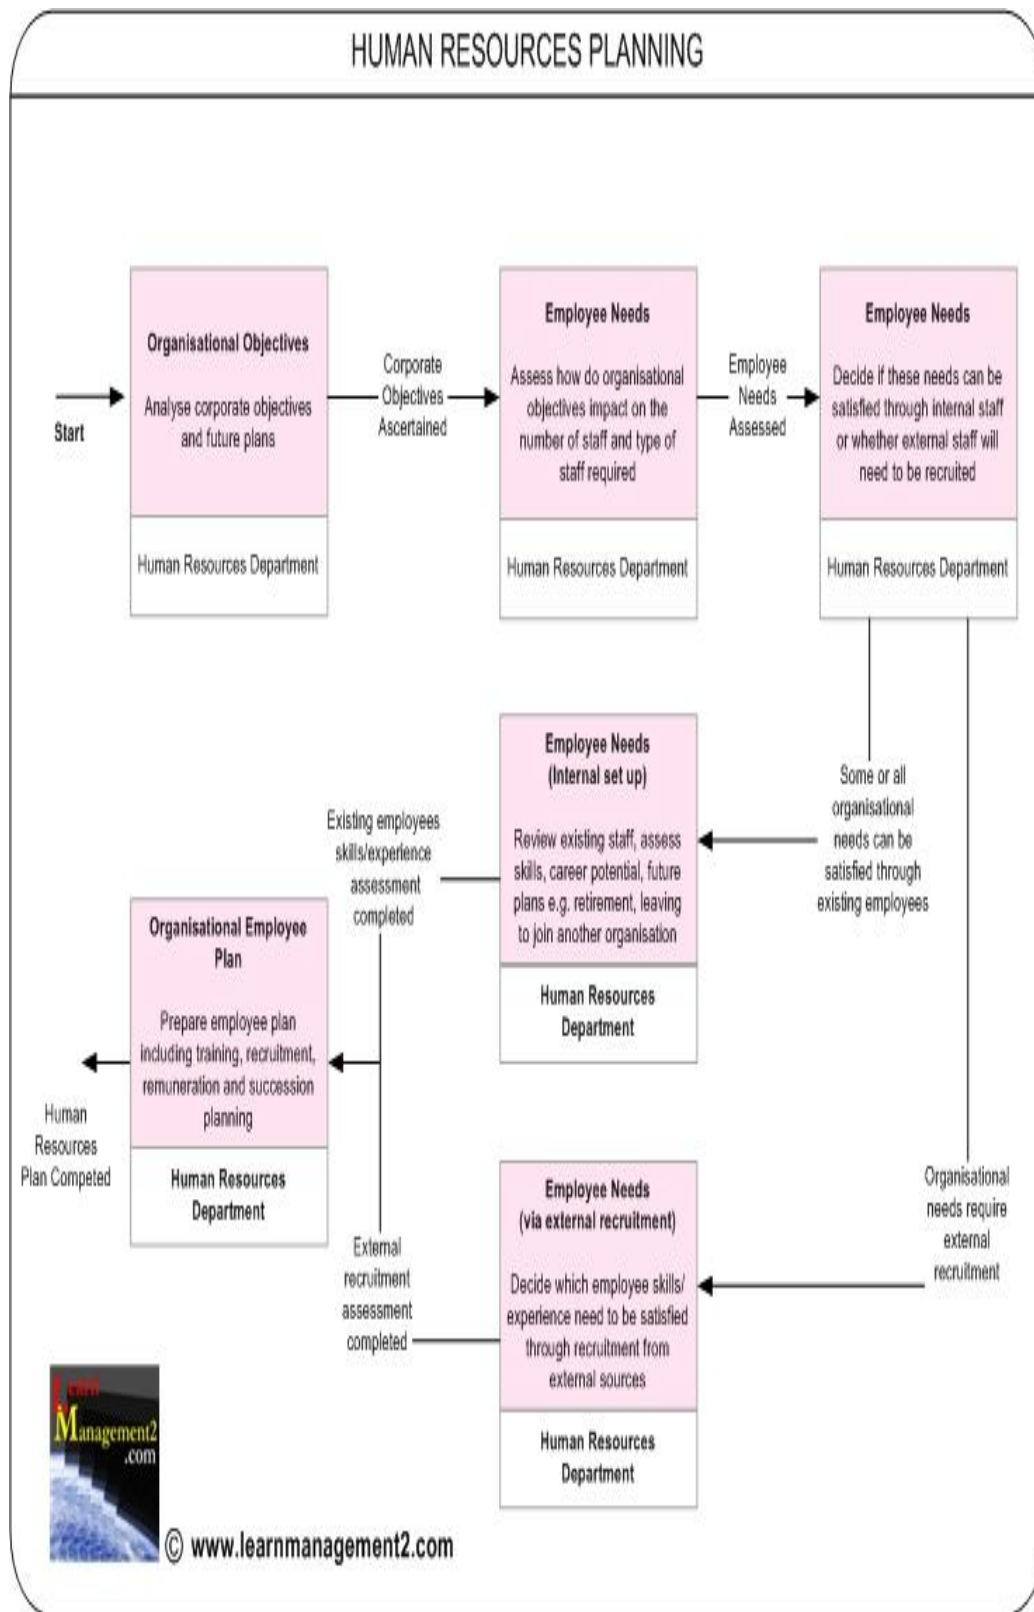 HUMAN RESOURCES PLANNING
Start
Organisational Objectives
Analyse corporate objectives
and future plans
Human Resources Department
Corporate
Objectives
Ascertained
Employee Needs
Assess how do organisational
objectives impact on the
number of staff and type of
staff required
Human Resources Department
Employee
Needs
Assessed
Employee Needs
Decide if these needs can be
satisfied through internal staff
or whether external staff will
need to be recruited
Human Resources Department
Some or all
organisational
needs can be
satisfied through
existing employees
Employee Needs
(Internal set up)
Review existing staff, assess
skills, career potential, future
plans e.g. retirement, leaving
to join another organisation
Human Resources
Department
Existing employees
skills/experience
assessment
completed
Organisational
needs require
external
recruitment
Employee Needs
(via external recruitment)
Decide which employee skills/
experience need to be satisfied
through recruitment from
external sources
Human Resources
Department
External
recruitment
assessment
completed
Organisational Employee
Plan
Prepare employee plan
including training, recruitment,
remuneration and succession
planning
Human Resources
Department
Human
Resources
Plan Competed
Learn
Management2
.com
© www.learnmanagement2.com